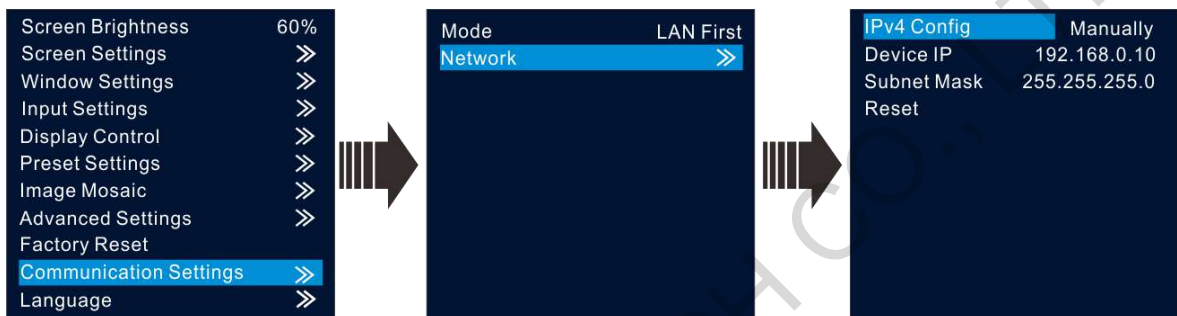 Screen Brightness 60%
Screen Settings
Window Settings
Input Settings
Display Control
Preset Settings
Image Mosaic
Advanced Settings
Factory Reset
Communication Settings
Language
Mode LAN First
Network
IPv4 Config Manually
Device IP 192.168.0.10
Subnet Mask 255.255.255.0
Reset
H CO., LT